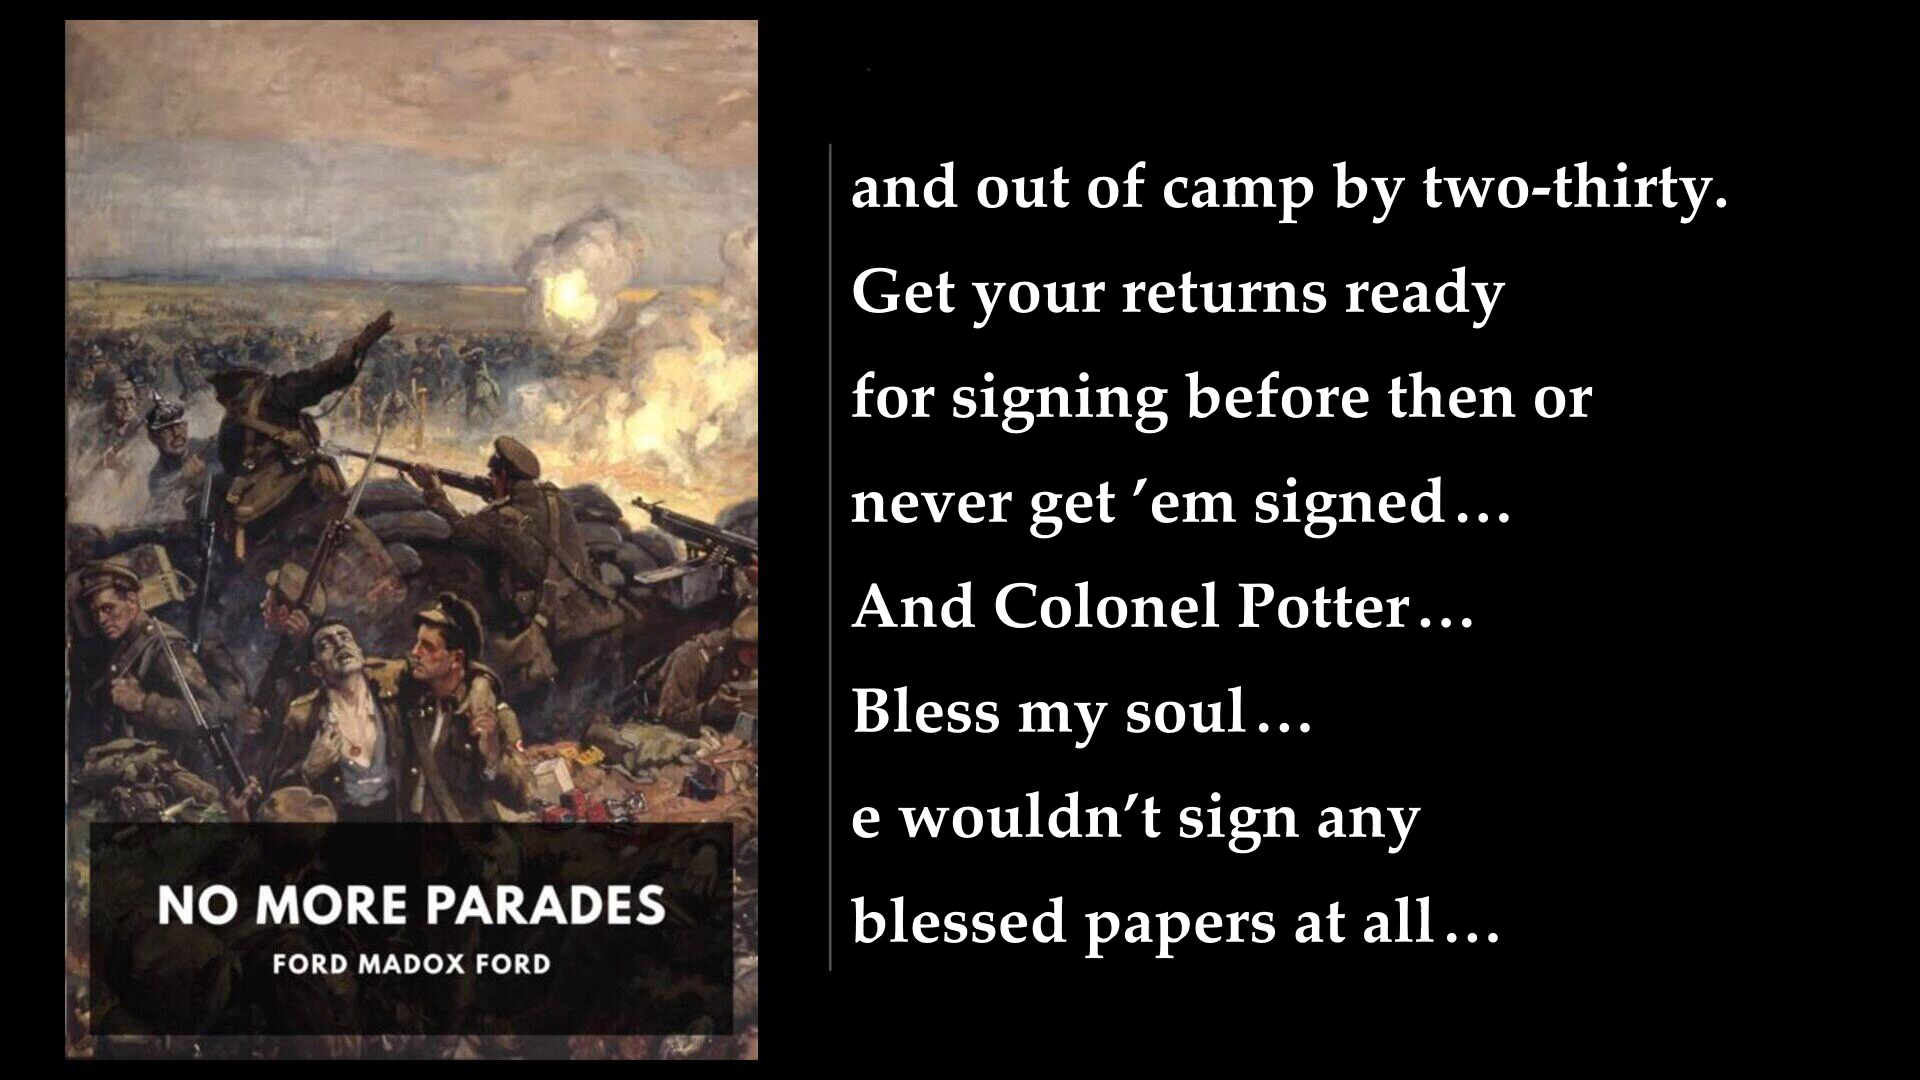 NO MORE PARADES
FORD MADOX FORD
and out of camp by two-thirty.
Get your returns ready
for signing before then or
never get ’em signed…
And Colonel Potter…
Bless my soul…
e wouldn’t sign any
blessed papers at all…